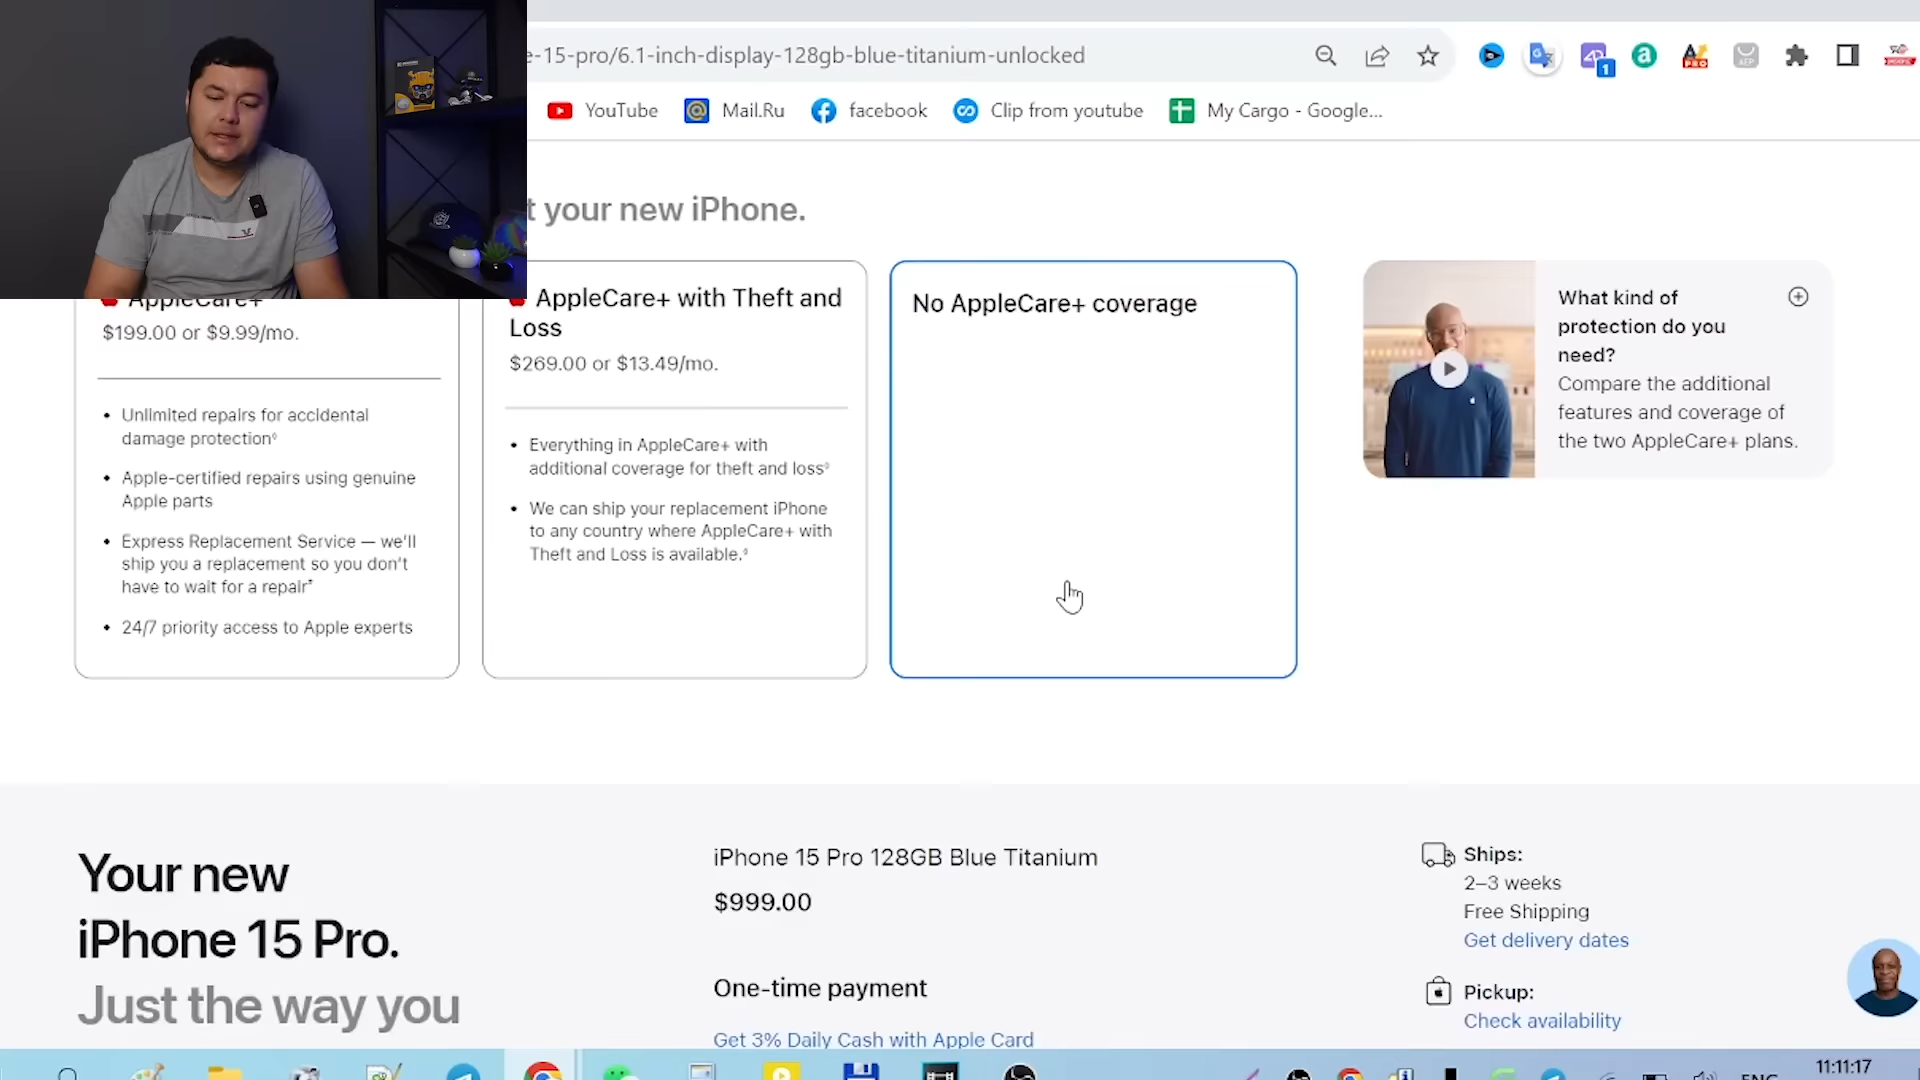 e-15-pro/6.1-inch-display-128gb-blue-titanium-unlocked
YouTube
Mail.Ru
facebook
Clip from youtube
My Cargo - Google...
t your new iPhone.
AppleCare+
$199.00 or $9.99/mo.
• Unlimited repairs for accidental
damage protection◊
• Apple-certified repairs using genuine
Apple parts
• Express Replacement Service — we'll
ship you a replacement so you don't
have to wait for a repair
• 24/7 priority access to Apple experts
AppleCare+ with Theft and
Loss
$269.00 or $13.49/mo.
• Everything in AppleCare+ with
additional coverage for theft and loss◊
• We can ship your replacement iPhone
to any country where AppleCare+ with
Theft and Loss is available.◊
No AppleCare+ coverage
What kind of
protection do you
need?
Compare the additional
features and coverage of
the two AppleCare+ plans.
Your new
iPhone 15 Pro.
Just the way you
iPhone 15 Pro 128GB Blue Titanium
$999.00
One-time payment
Get 3% Daily Cash with Apple Card
Ships:
2–3 weeks
Free Shipping
Get delivery dates
Pickup:
Check availability
ENG
11:11:17